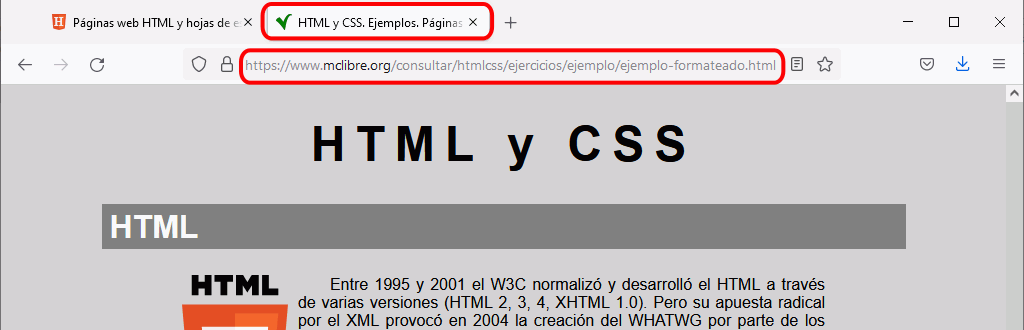 Páginas web HTML y hojas de es
HTML y CSS. Ejemplos. Páginas
https://www.mclibre.org/consultar/htmlcss/ejercicios/ejemplo/ejemplo-formateado.html
HTML y CSS
HTML
HTML
Entre 1995 y 2001 el W3C normalizó y desarrolló el HTML a través
de varias versiones (HTML 2, 3, 4, XHTML 1.0). Pero su apuesta radical
por el XML provocó en 2004 la creación del WHATWG por parte de los